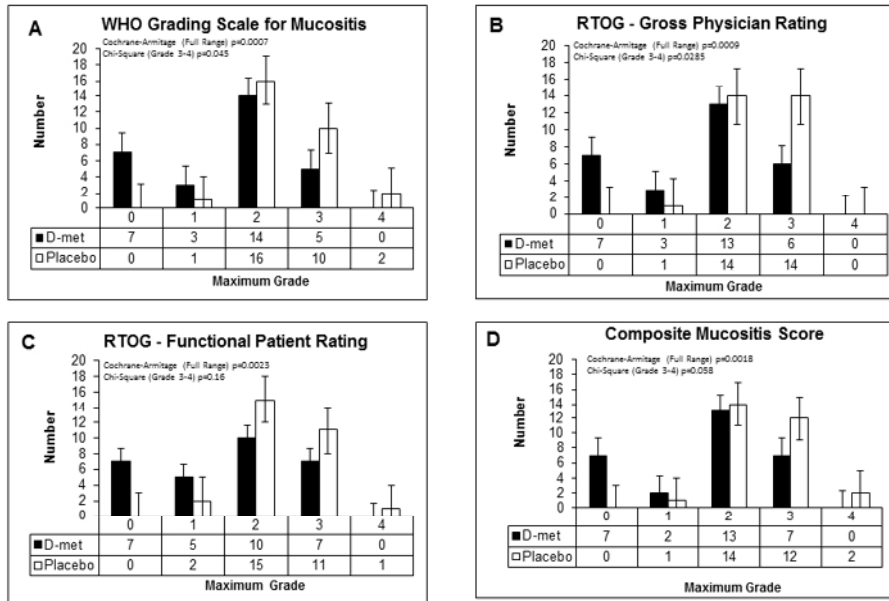 A
WHO Grading Scale for Mucositis
Cochrane-Armitage (Full Range) p=0.0007
Chi-Square (Grade 3-4) p=0.045
Number
20
18
16
14
12
10
8
6
4
2
0
0 1 2 3 4
D-met 7 3 14 5 0
Placebo 0 1 16 10 2
Maximum Grade
B
RTOG - Gross Physician Rating
Cochrane-Armitage (Full Range) p=0.0009
Chi-Square (Grade 3-4) p=0.0285
Number
20
18
16
14
12
10
8
6
4
2
0
0 1 2 3 4
D-met 7 3 13 6 0
Placebo 0 1 14 14 0
Maximum Grade
C
RTOG - Functional Patient Rating
Cochrane-Armitage (Full Range) p=0.0023
Chi-Square (Grade 3-4) p=0.16
Number
20
18
16
14
12
10
8
6
4
2
0
0 1 2 3 4
D-met 7 5 10 7 0
Placebo 0 2 15 11 1
Maximum Grade
D
Composite Mucositis Score
Cochrane-Armitage (Full Range) p=0.0018
Chi-Square (Grade 3-4) p=0.058
Number
20
18
16
14
12
10
8
6
4
2
0
0 1 2 3 4
D-met 7 2 13 7 0
Placebo 0 1 14 12 2
Maximum Grade